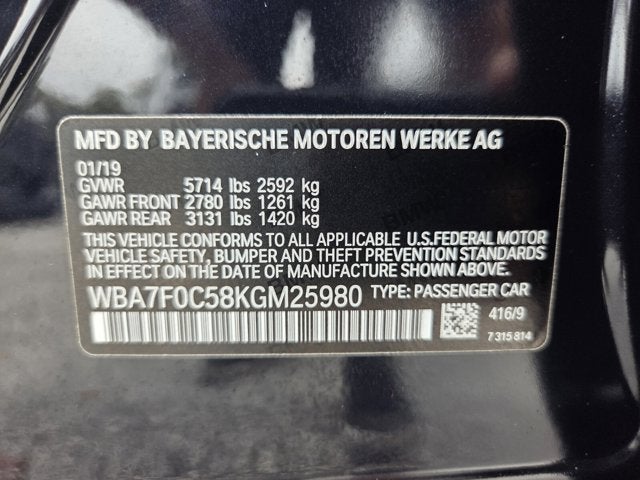 MFD BY BAYERISCHE MOTOREN WERKE AG
01/19
GVWR 5714 lbs 2592 kg
GAWR FRONT 2780 lbs 1261 kg
GAWR REAR 3131 lbs 1420 kg
THIS VEHICLE CONFORMS TO ALL APPLICABLE U.S.FEDERAL MOTOR
VEHICLE SAFETY, BUMPER AND THEFT PREVENTION STANDARDS
IN EFFECT ON THE DATE OF MANUFACTURE SHOWN ABOVE.
WBA7F0C58KGM25980 TYPE: PASSENGER CAR
416/9
7 315 814